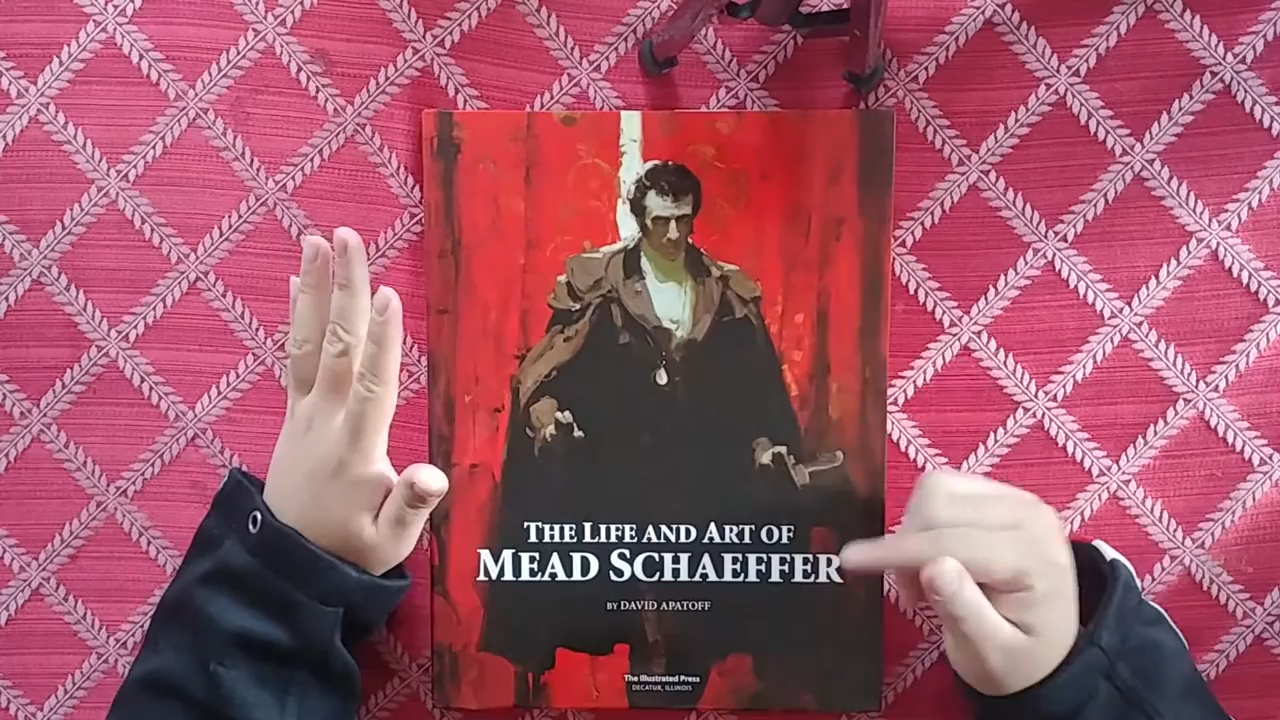 THE LIFE AND ART OF
MEAD SCHAEFFER
BY DAVID APATOFF
The Illustrated Press
DECATUR, ILLINOIS